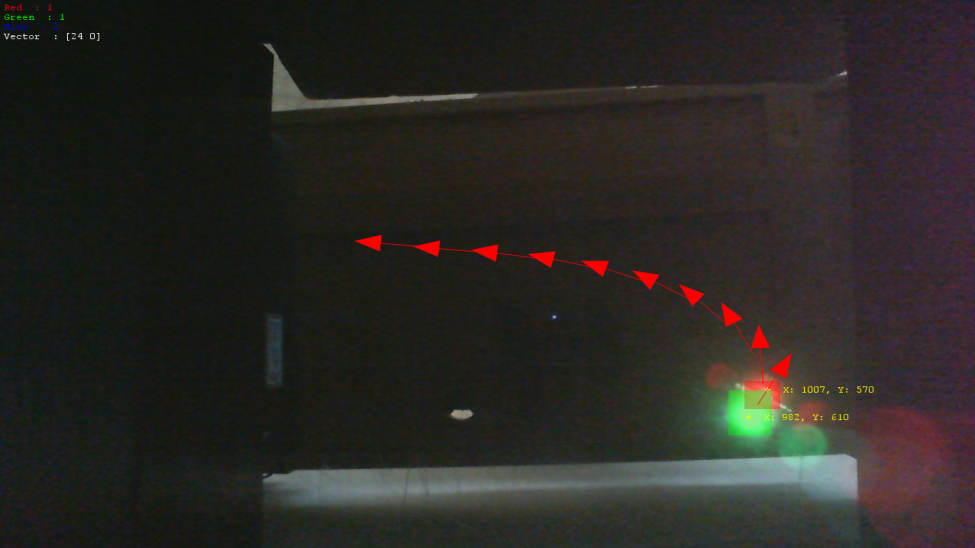 Red : 1
Green : 1
Vector : [24 0]
X: 1007, Y: 570
X: 982, Y: 610